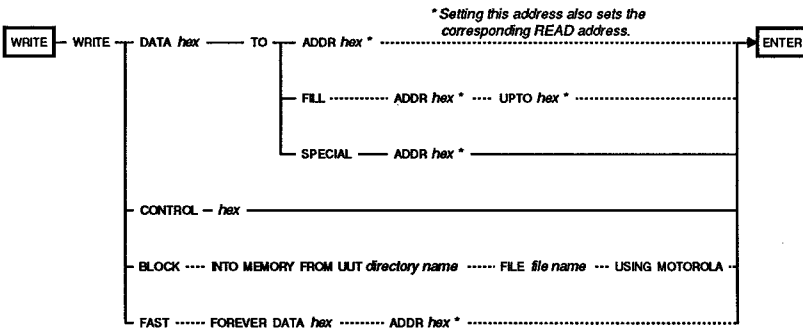 * Setting this address also sets the
corresponding READ address.
WRITE WRITE DATA hex TO ADDR hex * ENTER
FILL ADDR hex * UPTO hex *
SPECIAL ADDR hex *
CONTROL hex
BLOCK INTO MEMORY FROM UUT directory name FILE file name USING MOTOROLA
FAST FOREVER DATA hex ADDR hex *